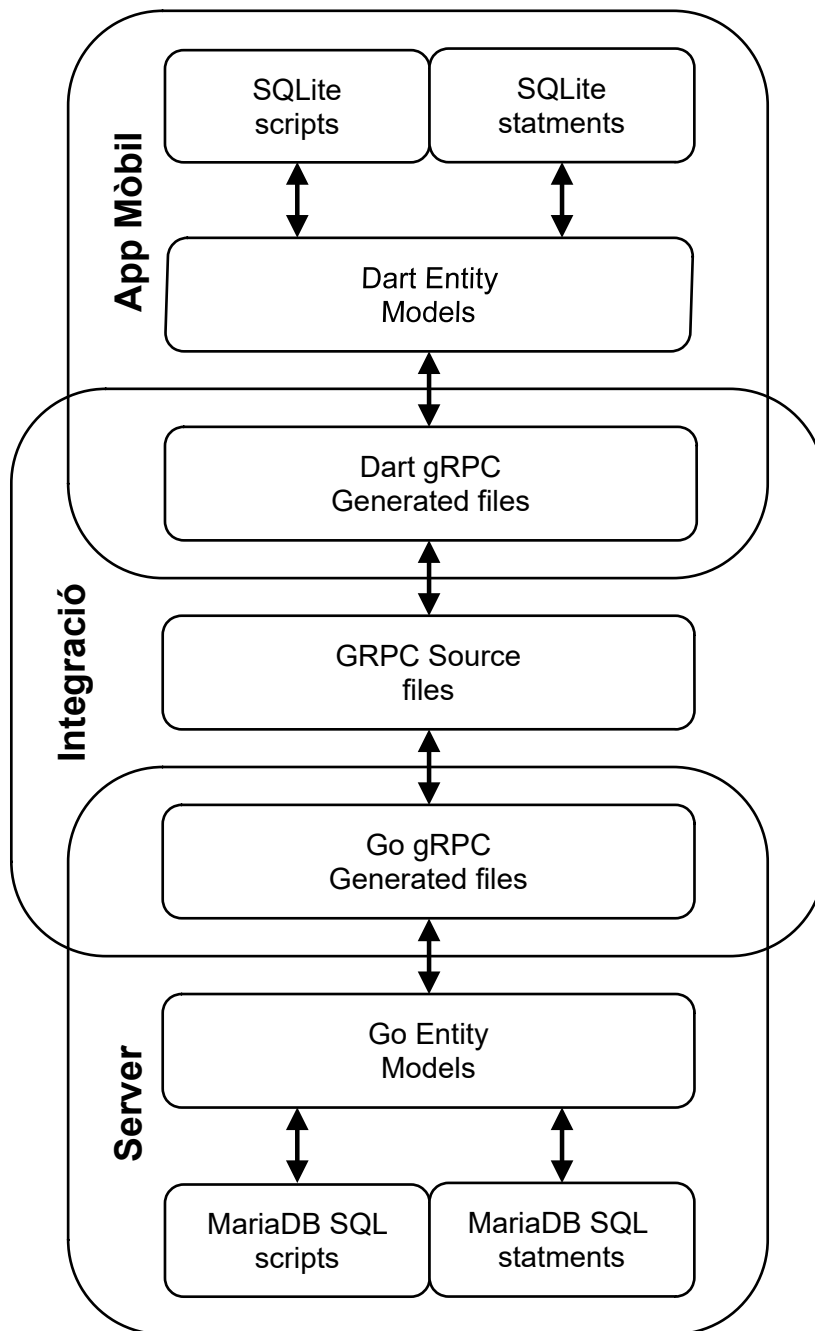 App Mòbil
SQLite
scripts
SQLite
statments
Dart Entity
Models
Integració
Dart gRPC
Generated files
GRPC Source
files
Go gRPC
Generated files
Server
Go Entity
Models
MariaDB SQL
scripts
MariaDB SQL
statments